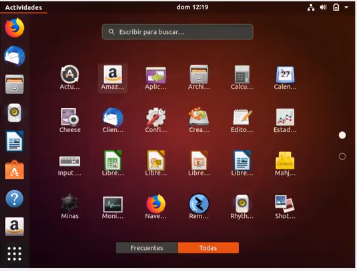 Actividades
dom 12:19
Escribir para buscar...
Actu...
Amaz...
Aplic...
Archi...
Calcu...
Calen...
27
Cheese
Clien...
Confi...
Crea...
Edito...
Estad...
Input ...
Libre...
Libre...
Libre...
Libre...
Mahj...
Minas
Moni...
Nave...
Rem...
Rhyth...
Shot...
Frecuentes
Todas